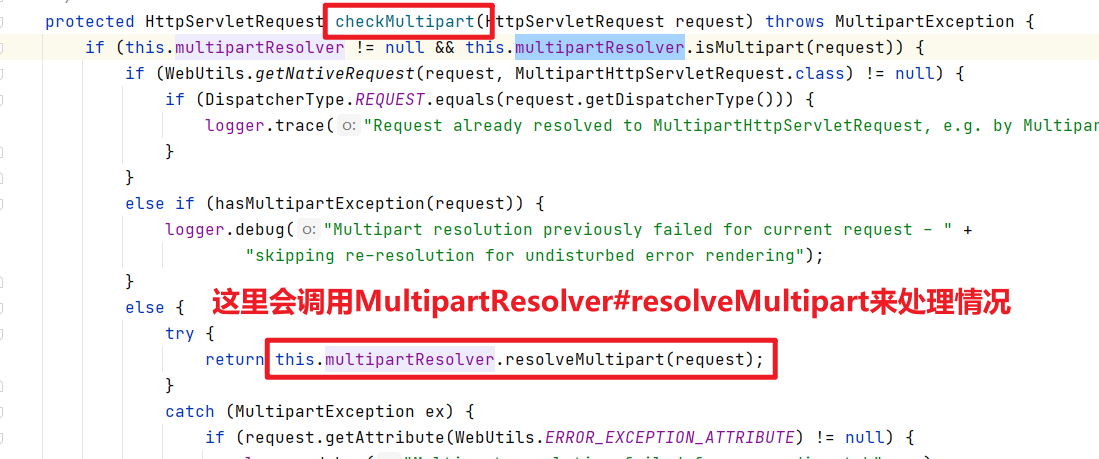 protected HttpServletRequest checkMultipart(HttpServletRequest request) throws MultipartException {
if (this.multipartResolver != null && this.multipartResolver.isMultipart(request)) {
if (WebUtils.getNativeRequest(request, MultipartHttpServletRequest.class) != null) {
if (DispatcherType.REQUEST.equals(request.getDispatcherType())) {
logger.trace( o: "Request already resolved to MultipartHttpServletRequest, e.g. by Multipar
}
}
else if (hasMultipartException(request)) {
logger.debug( o: "Multipart resolution previously failed for current request - " +
"skipping re-resolution for undisturbed error rendering");
}
这里会调用MultipartResolver#resolveMultipart来处理情况
else {
try {
return this.multipartResolver.resolveMultipart(request);
}
catch (MultipartException ex) {
if (request.getAttribute(WebUtils.ERROR_EXCEPTION_ATTRIBUTE) != null) {